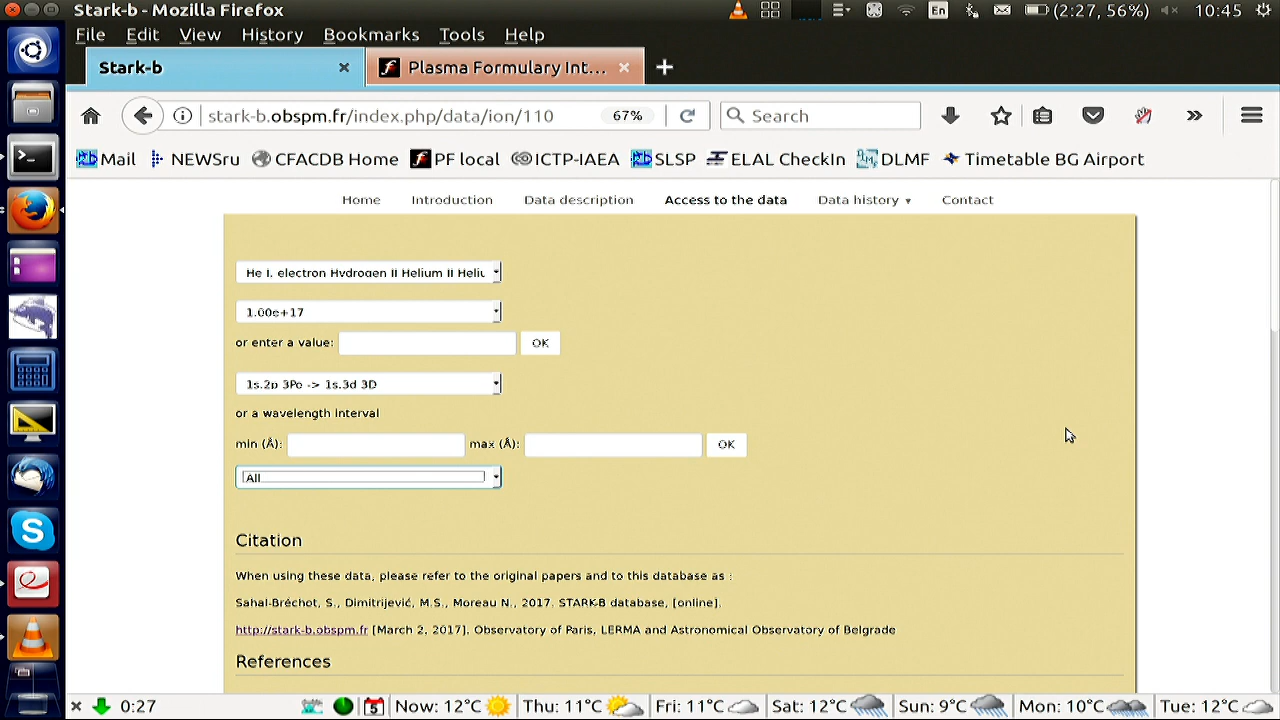 Stark-b - Mozilla Firefox
En
(2:27, 56%)
10:45
File Edit View History Bookmarks Tools Help
Stark-b
Plasma Formulary Int...
stark-b.obspm.fr/index.php/data/ion/110
67%
Search
Mail NEWSru CFACDB Home PF local ICTP-IAEA SLSP ELAL CheckIn DLMF Timetable BG Airport
Home Introduction Data description Access to the data Data history Contact
He I, electron Hydrogen II Helium II Heliu
1.00e+17
or enter a value: OK
1s.2p 3Po -> 1s.3d 3D
or a wavelength interval
min (Å): max (Å): OK
All
Citation
When using these data, please refer to the original papers and to this database as :
Sahal-Bréchot, S., Dimitrijević, M.S., Moreau N., 2017. STARK-B database, [online].
http://stark-b.obspm.fr [March 2, 2017]. Observatory of Paris, LERMA and Astronomical Observatory of Belgrade
References
0:27
5
Now: 12°C Thu: 11°C Fri: 11°C Sat: 12°C Sun: 9°C Mon: 10°C Tue: 12°C